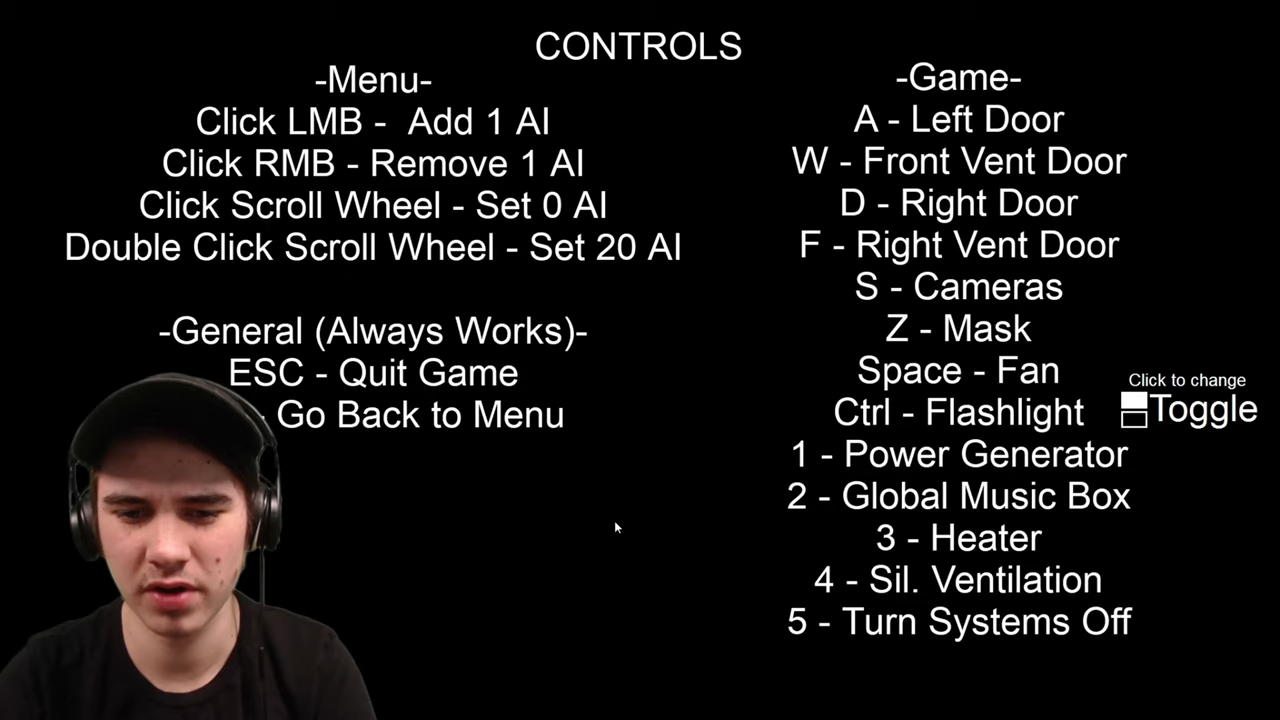 CONTROLS
-Menu-
Click LMB - Add 1 AI
Click RMB - Remove 1 AI
Click Scroll Wheel - Set 0 AI
Double Click Scroll Wheel - Set 20 AI
-General (Always Works)-
ESC - Quit Game
- Go Back to Menu
-Game-
A - Left Door
W - Front Vent Door
D - Right Door
F - Right Vent Door
S - Cameras
Z - Mask
Space - Fan
Ctrl - Flashlight
Click to change
Toggle
1 - Power Generator
2 - Global Music Box
3 - Heater
4 - Sil. Ventilation
5 - Turn Systems Off